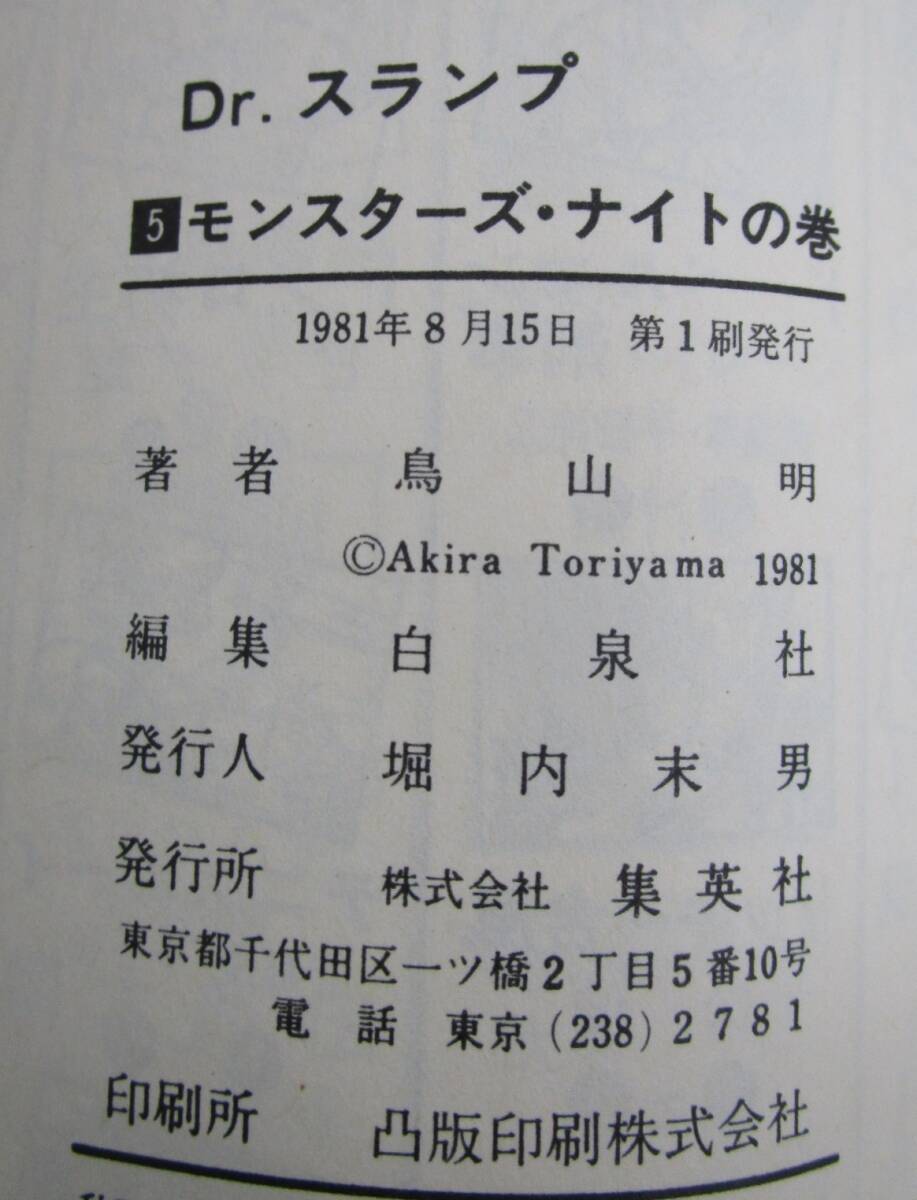 Dr. スランプ
5 モンスターズ・ナイトの巻
1981年8月15日 第1刷発行
著者 鳥山明
©Akira Toriyama 1981
編集 白泉社
発行人 堀内末男
発行所 株式会社 集英社
東京都千代田区一ツ橋2丁目5番10号
電話 東京(238)2781
印刷所 凸版印刷株式会社